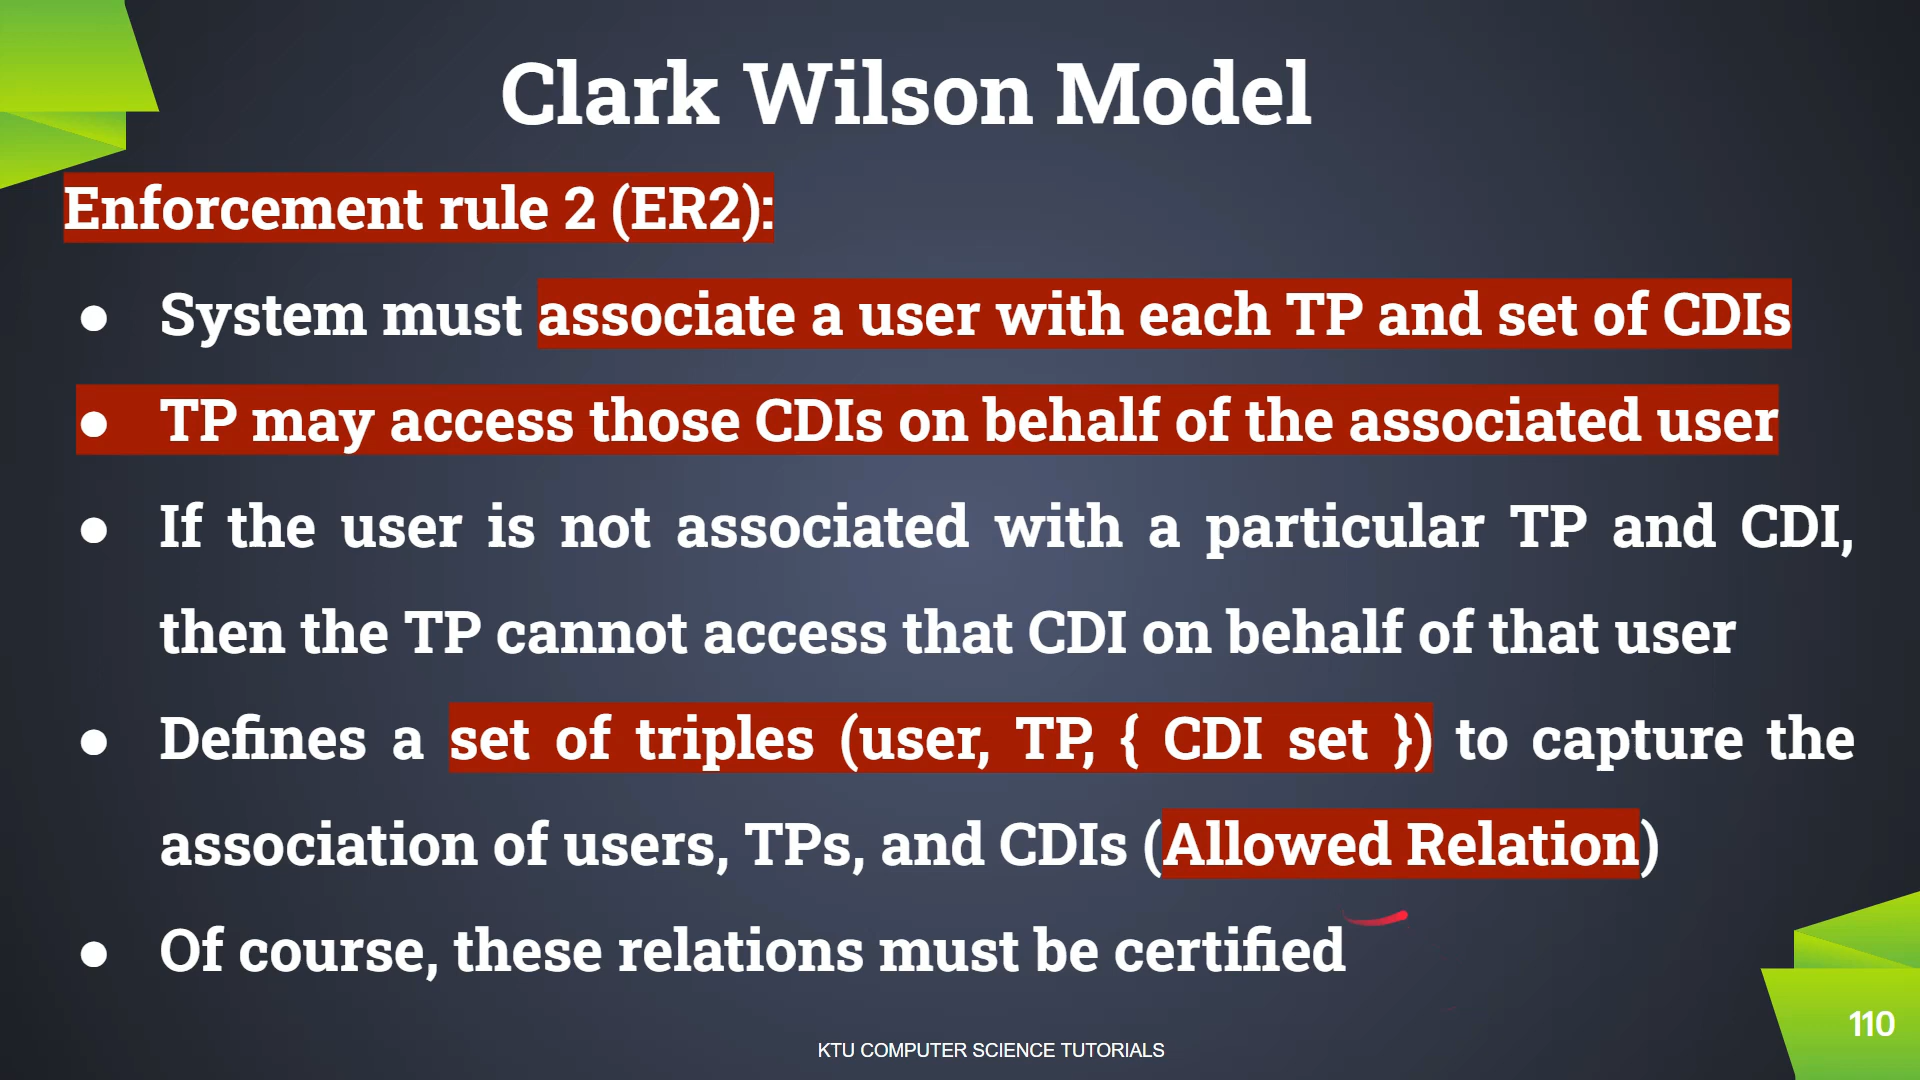 Clark Wilson Model
Enforcement rule 2 (ER2):
● System must associate a user with each TP and set of CDIs
● TP may access those CDIs on behalf of the associated user
● If the user is not associated with a particular TP and CDI,
then the TP cannot access that CDI on behalf of that user
● Defines a set of triples (user, TP, { CDI set }) to capture the
association of users, TPs, and CDIs (Allowed Relation)
● Of course, these relations must be certified
110
KTU COMPUTER SCIENCE TUTORIALS